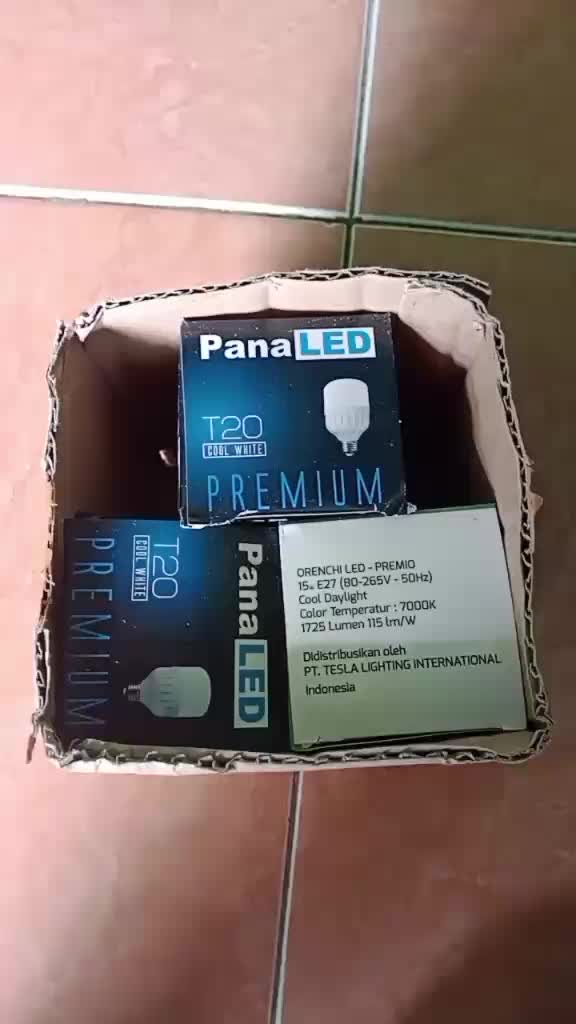 PanaLED
T20
COOL WHITE
PREMIUM
PanaLED
T20
COOL WHITE
PREMIUM
ORENCHI LED - PREMIO
15w E27 (80-265V - 50Hz)
Cool Daylight
Color Temperatur : 7000K
1725 Lumen 115 lm/W
Didistribusikan oleh
PT. TESLA LIGHTING INTERNATIONAL
Indonesia